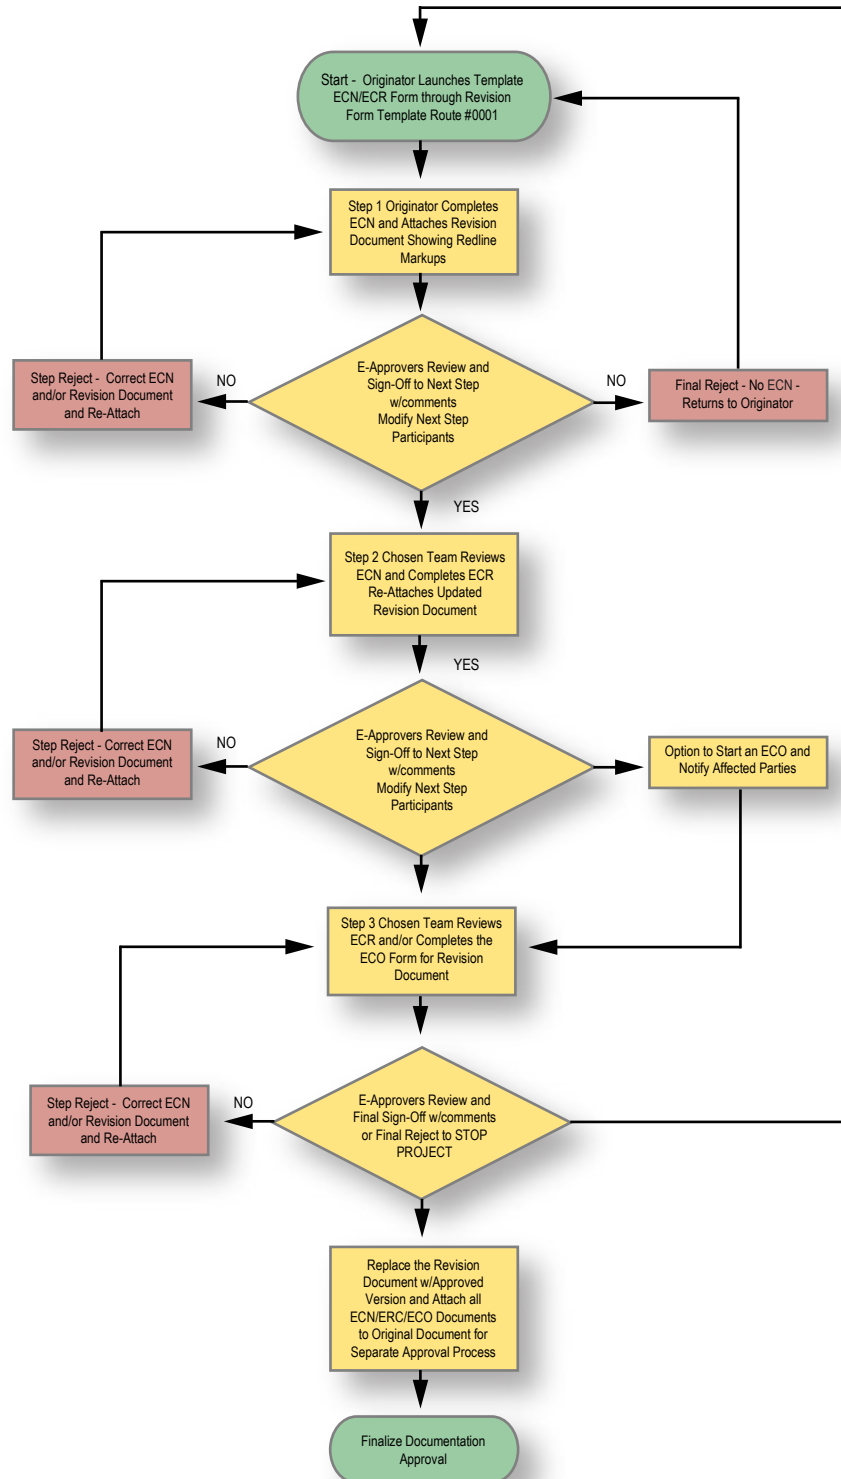 Start - Originator Launches Template
ECN/ECR Form through Revision
Form Template Route #0001
Step 1 Originator Completes
ECN and Attaches Revision
Document Showing Redline
Markups
E-Approvers Review and
Sign-Off to Next Step
w/comments
Modify Next Step
Participants
NO
Step Reject - Correct ECN
and/or Revision Document
and Re-Attach
NO
Final Reject - No ECN -
Returns to Originator
YES
Step 2 Chosen Team Reviews
ECN and Completes ECR
Re-Attaches Updated
Revision Document
YES
E-Approvers Review and
Sign-Off to Next Step
w/comments
Modify Next Step
Participants
NO
Step Reject - Correct ECN
and/or Revision Document
and Re-Attach
Option to Start an ECO and
Notify Affected Parties
Step 3 Chosen Team Reviews
ECR and/or Completes the
ECO Form for Revision
Document
E-Approvers Review and
Final Sign-Off w/comments
or Final Reject to STOP
PROJECT
NO
Step Reject - Correct ECN
and/or Revision Document
and Re-Attach
Replace the Revision
Document w/Approved
Version and Attach all
ECN/ERC/ECO Documents
to Original Document for
Separate Approval Process
Finalize Documentation
Approval